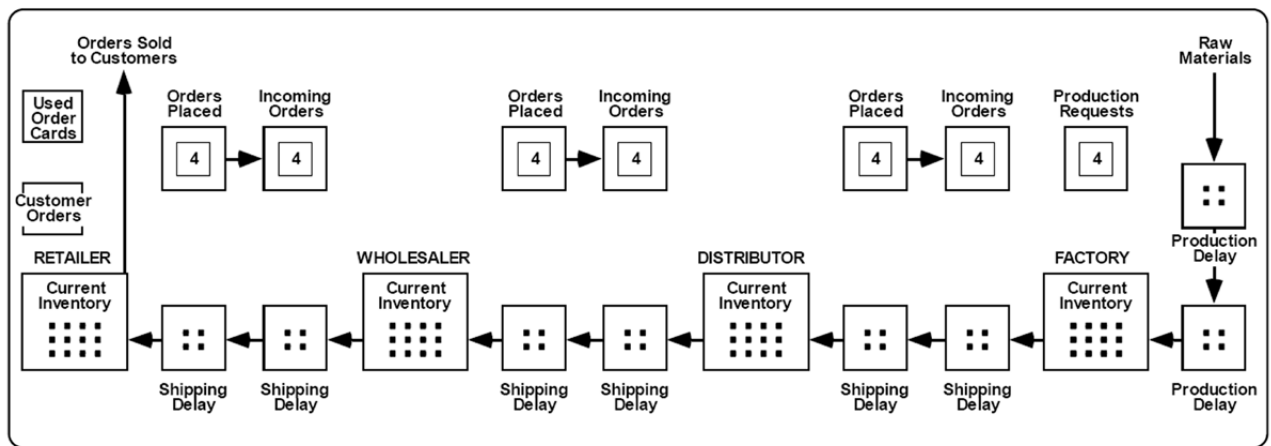 Orders Sold
to Customers
Raw
Materials
Used
Order
Cards
Orders
Placed
Incoming
Orders
Orders
Placed
Incoming
Orders
Orders
Placed
Incoming
Orders
Production
Requests
4
4
4
4
4
4
4
Customer
Orders
Production
Delay
RETAILER
WHOLESALER
DISTRIBUTOR
FACTORY
Current
Inventory
Current
Inventory
Current
Inventory
Current
Inventory
Shipping
Delay
Shipping
Delay
Shipping
Delay
Shipping
Delay
Shipping
Delay
Shipping
Delay
Production
Delay